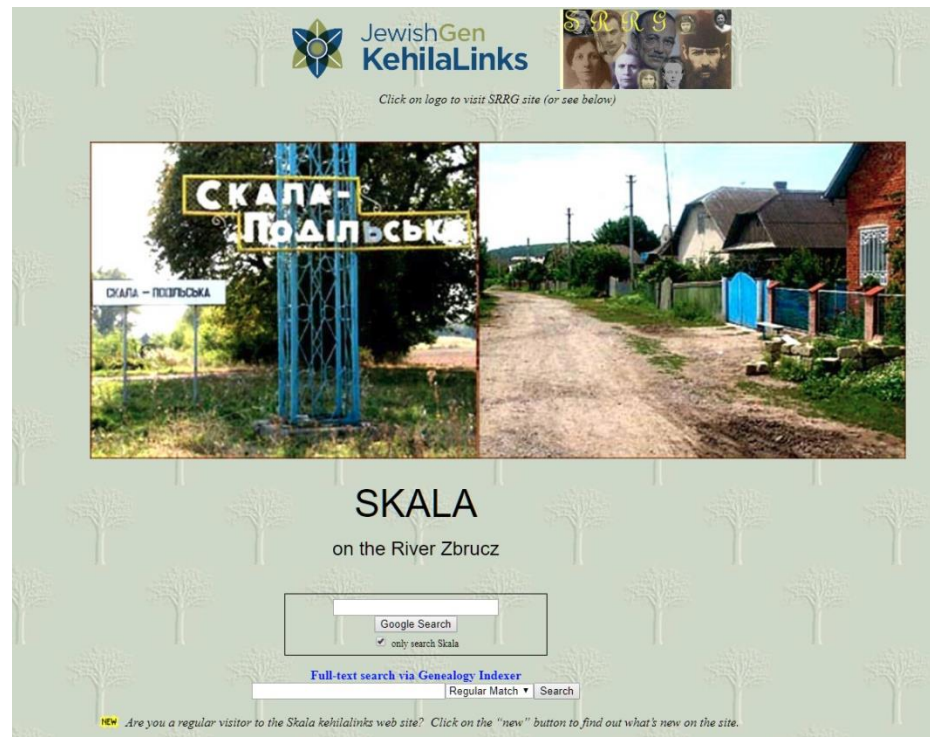 JewishGen
KehilaLinks
S R R G
Click on logo to visit SRRG site (or see below)
СКАЛА-
ПОДІЛЬСЬКА
СКАЛА – ПОДІЛЬСЬКА
SKALA
on the River Zbrucz
Google Search
only search Skala
Full-text search via Genealogy Indexer
Regular Match Search
NEW Are you a regular visitor to the Skala kehilalinks web site? Click on the “new” button to find out what's new on the site.